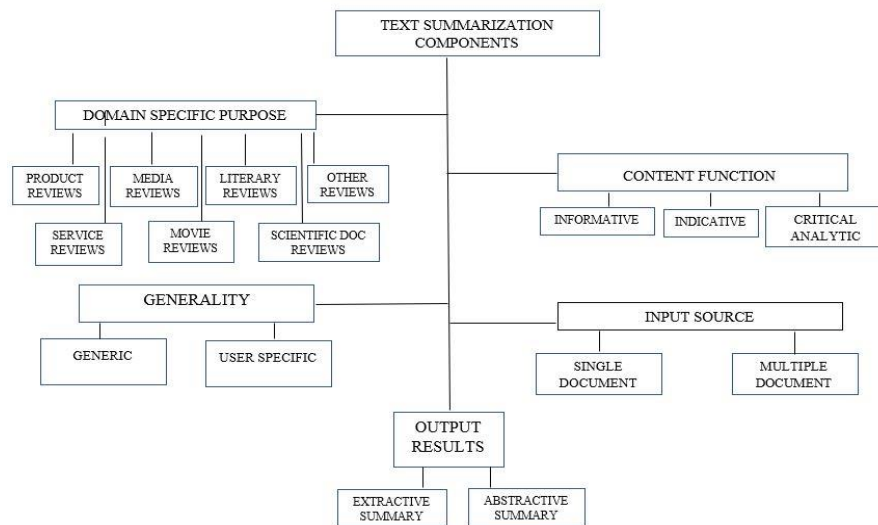 TEXT SUMMARIZATION
COMPONENTS
DOMAIN SPECIFIC PURPOSE
PRODUCT
REVIEWS
MEDIA
REVIEWS
LITERARY
REVIEWS
OTHER
REVIEWS
SERVICE
REVIEWS
MOVIE
REVIEWS
SCIENTIFIC DOC
REVIEWS
CONTENT FUNCTION
INFORMATIVE
INDICATIVE
CRITICAL
ANALYTIC
GENERALITY
GENERIC
USER SPECIFIC
INPUT SOURCE
SINGLE
DOCUMENT
MULTIPLE
DOCUMENT
OUTPUT
RESULTS
EXTRACTIVE
SUMMARY
ABSTRACTIVE
SUMMARY